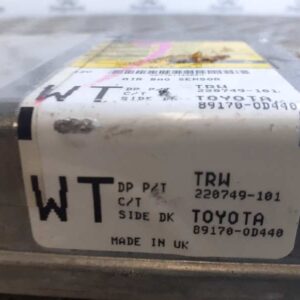 AIR BAG SENSOR
WT
DP P/T TRW
C/T 220749-101
SIDE DK TOYOTA
89170-0D440
WT
DP P/T TRW
C/T 220749-101
SIDE DK TOYOTA
89170-0D440
MADE IN UK